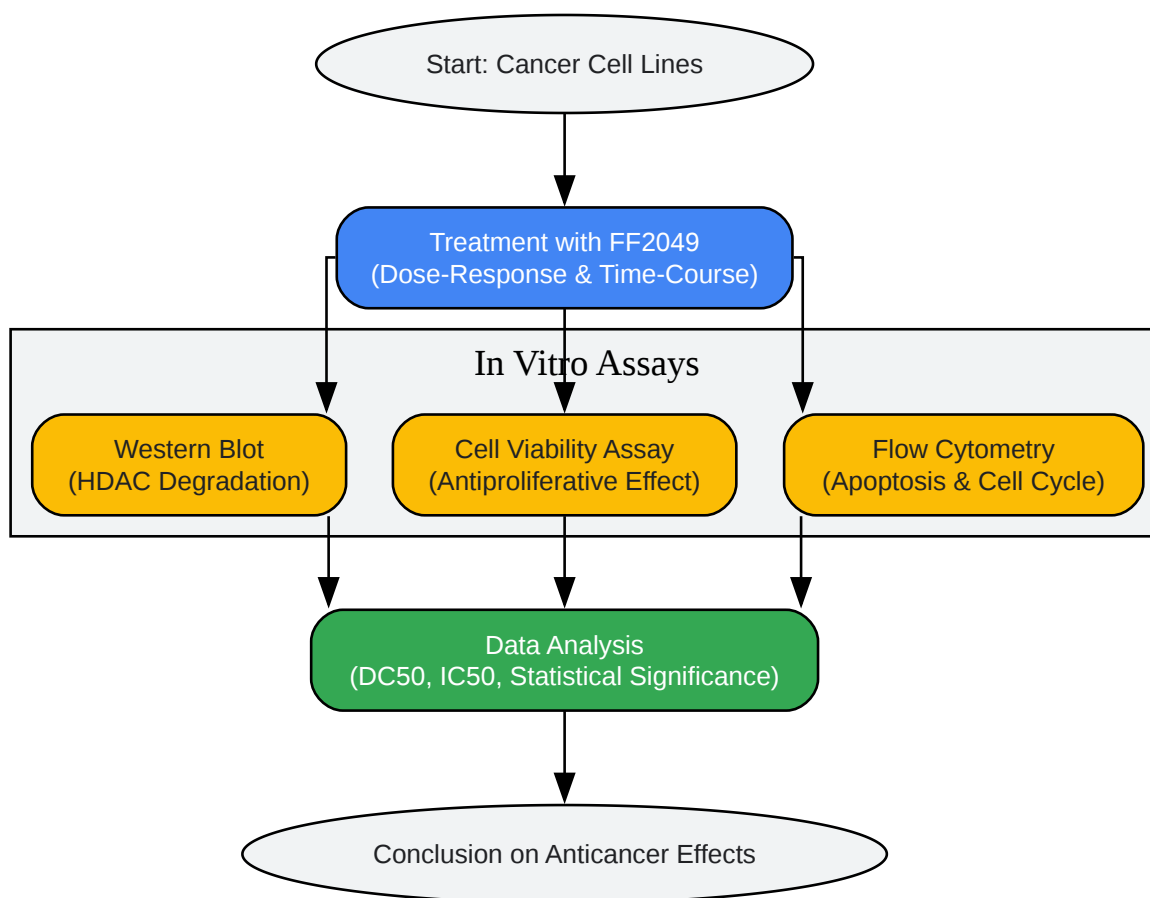 Start: Cancer Cell Lines
Treatment with FF2049
(Dose-Response & Time-Course)
In Vitro Assays
Western Blot
(HDAC Degradation)
Cell Viability Assay
(Antiproliferative Effect)
Flow Cytometry
(Apoptosis & Cell Cycle)
Data Analysis
(DC50, IC50, Statistical Significance)
Conclusion on Anticancer Effects